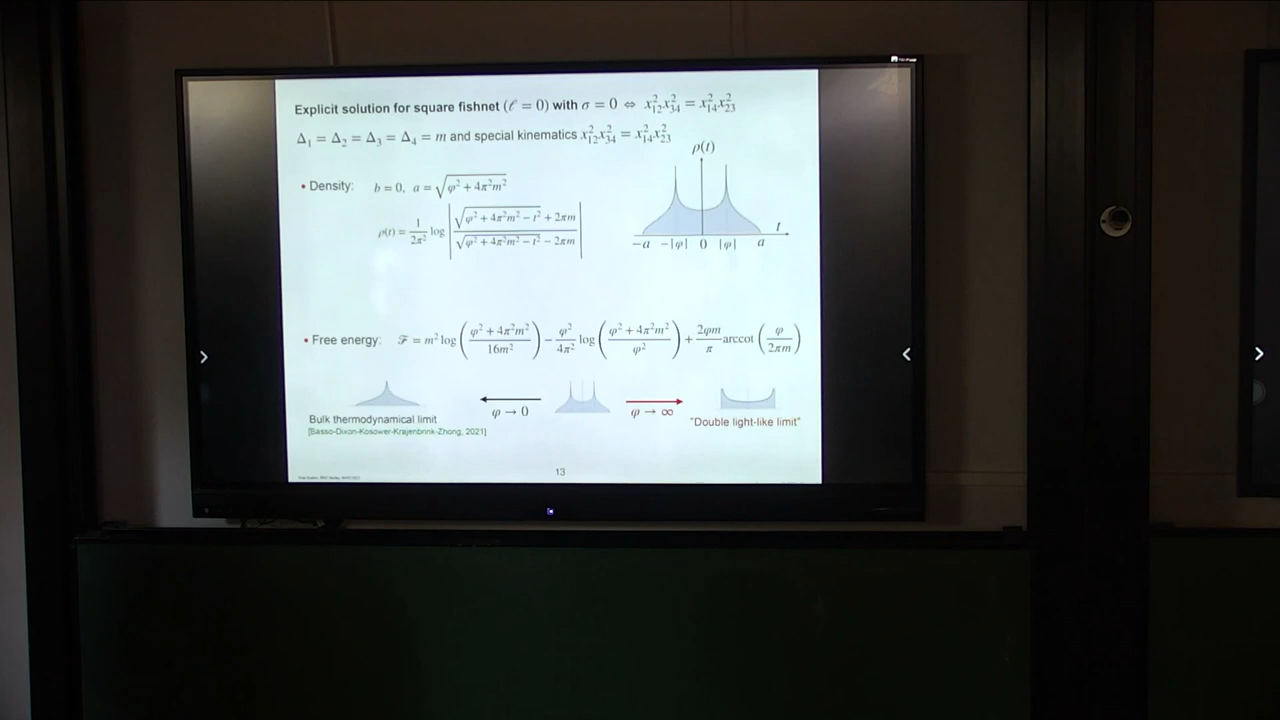 Explicit solution for square fishnet (ℓ = 0) with σ = 0 ⇔ x²₁₂x²₃₄ = x²₁₄x²₂₃
Δ₁ = Δ₂ = Δ₃ = Δ₄ = m and special kinematics x²₁₂x²₃₄ = x²₁₄x²₂₃
ρ(t)
• Density: b = 0, a = √(φ² + 4π²m²)
ρ(t) = 1/(2π²) log | (√(φ² + 4π²m² − t²) + 2πm) / (√(φ² + 4π²m² − t²) − 2πm) |
t
−a −|φ| 0 |φ| a
• Free energy: ℱ = m² log((φ² + 4π²m²)/(16m²)) − φ²/(4π²) log((φ² + 4π²m²)/φ²) + (2φm/π) arccot(φ/(2πm))
φ → 0 φ → ∞
Bulk thermodynamical limit
"Double light-like limit"
[Basso-Dixon-Kosower-Krajenbrink-Zhong, 2021]
13